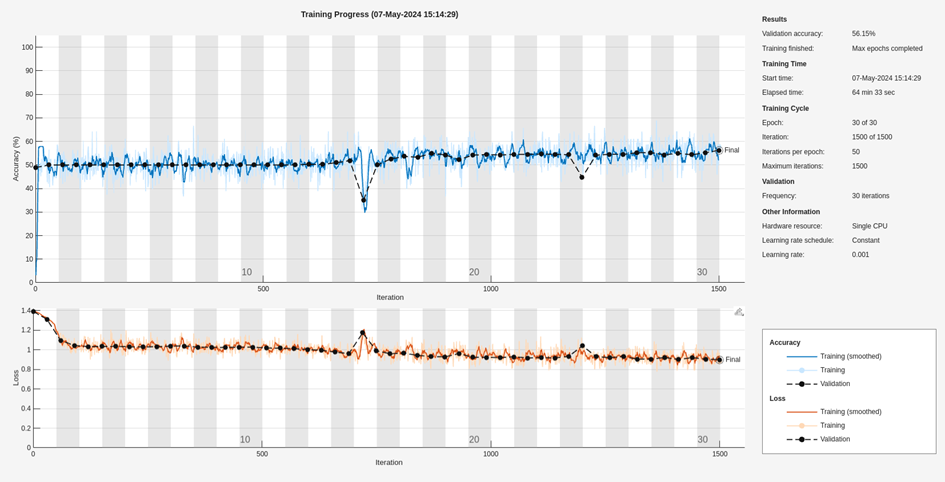 Training Progress (07-May-2024 15:14:29)
100
90
80
70
60
50
40
30
20
10
0
Accuracy (%)
Final
10
20
30
0
500
1000
1500
Iteration
1.4
1.2
1
0.8
0.6
0.4
0.2
0
Loss
Final
10
20
30
0
500
1000
1500
Iteration
Results
Validation accuracy: 56.15%
Training finished: Max epochs completed
Training Time
Start time: 07-May-2024 15:14:29
Elapsed time: 64 min 33 sec
Training Cycle
Epoch: 30 of 30
Iteration: 1500 of 1500
Iterations per epoch: 50
Maximum iterations: 1500
Validation
Frequency: 30 iterations
Other Information
Hardware resource: Single CPU
Learning rate schedule: Constant
Learning rate: 0.001
Accuracy
Training (smoothed)
Training
Validation
Loss
Training (smoothed)
Training
Validation